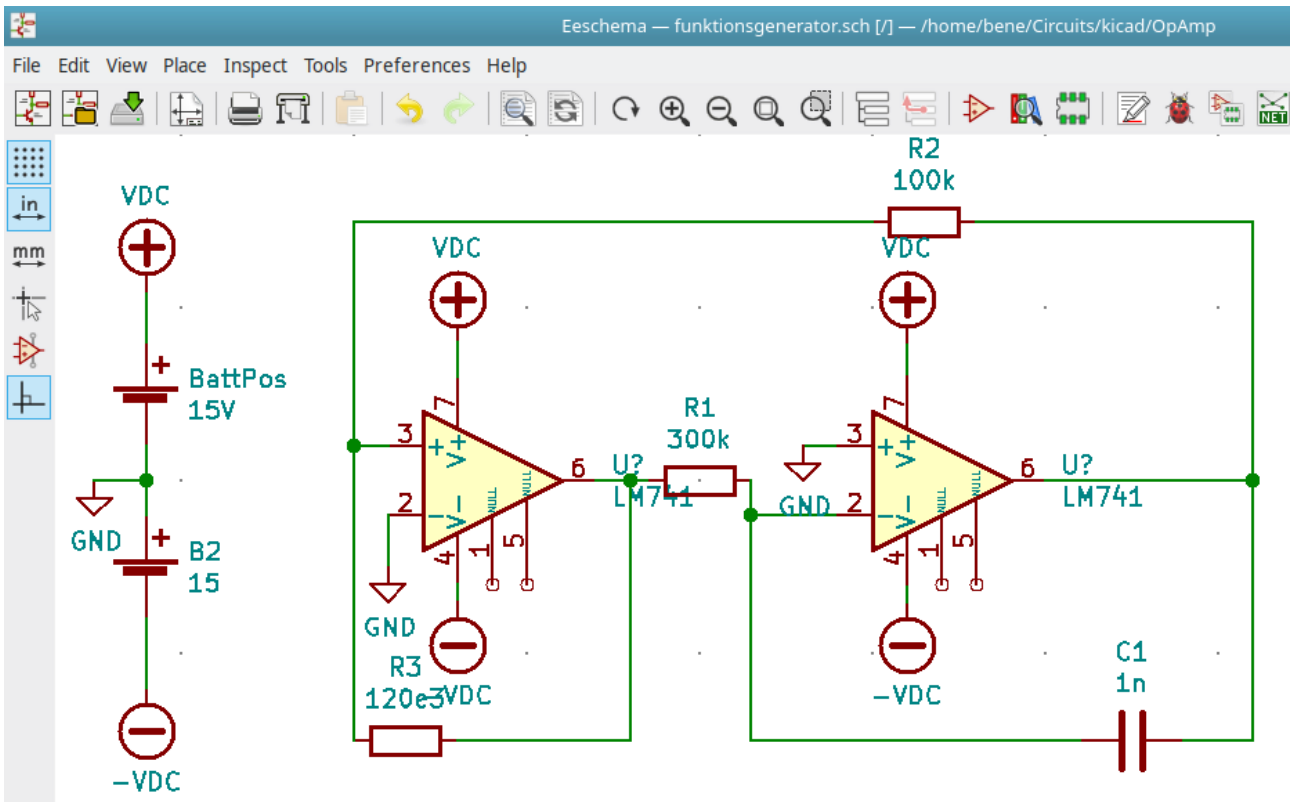 Eeschema — funktionsgenerator.sch [/] — /home/bene/Circuits/kicad/OpAmp
File Edit View Place Inspect Tools Preferences Help
NET
in
mm
R2
100k
VDC
VDC
VDC
BattPos
15V
GND
B2
15
-VDC
7
3
2
6
4
1
5
+
V+
V-
NULL
NULL
U?
LM741
GND
-VDC
R3
120e3
R1
300k
7
3
2
6
4
1
5
+
V+
V-
NULL
NULL
U?
LM741
GND
-VDC
C1
1n